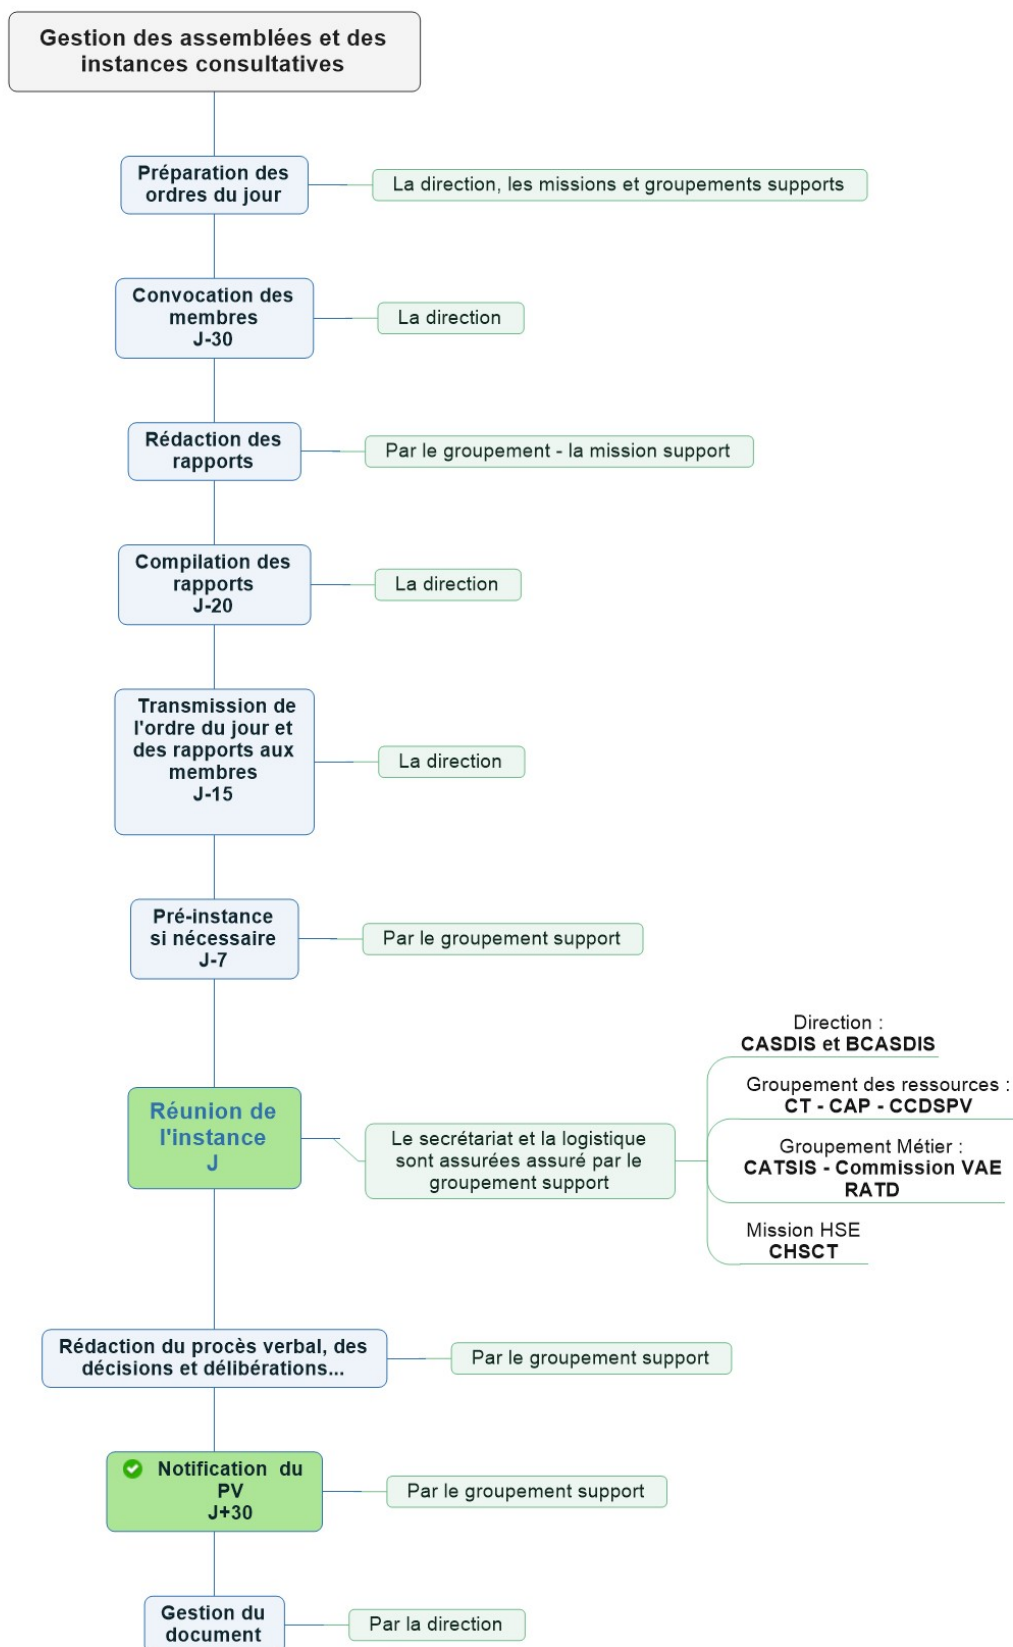 Gestion des assemblées et des
instances consultatives
Préparation des
ordres du jour
La direction, les missions et groupements supports
Convocation des
membres
J-30
La direction
Rédaction des
rapports
Par le groupement - la mission support
Compilation des
rapports
J-20
La direction
Transmission de
l'ordre du jour et
des rapports aux
membres
J-15
La direction
Pré-instance
si nécessaire
J-7
Par le groupement support
Réunion de
l'instance
J
Le secrétariat et la logistique
sont assurées assuré par le
groupement support
Direction :
CASDIS et BCASDIS
Groupement des ressources :
CT - CAP - CCDSPV
Groupement Métier :
CATSIS - Commission VAE
RATD
Mission HSE
CHSCT
Rédaction du procès verbal, des
décisions et délibérations...
Par le groupement support
Notification du
PV
J+30
Par le groupement support
Gestion du
document
Par la direction